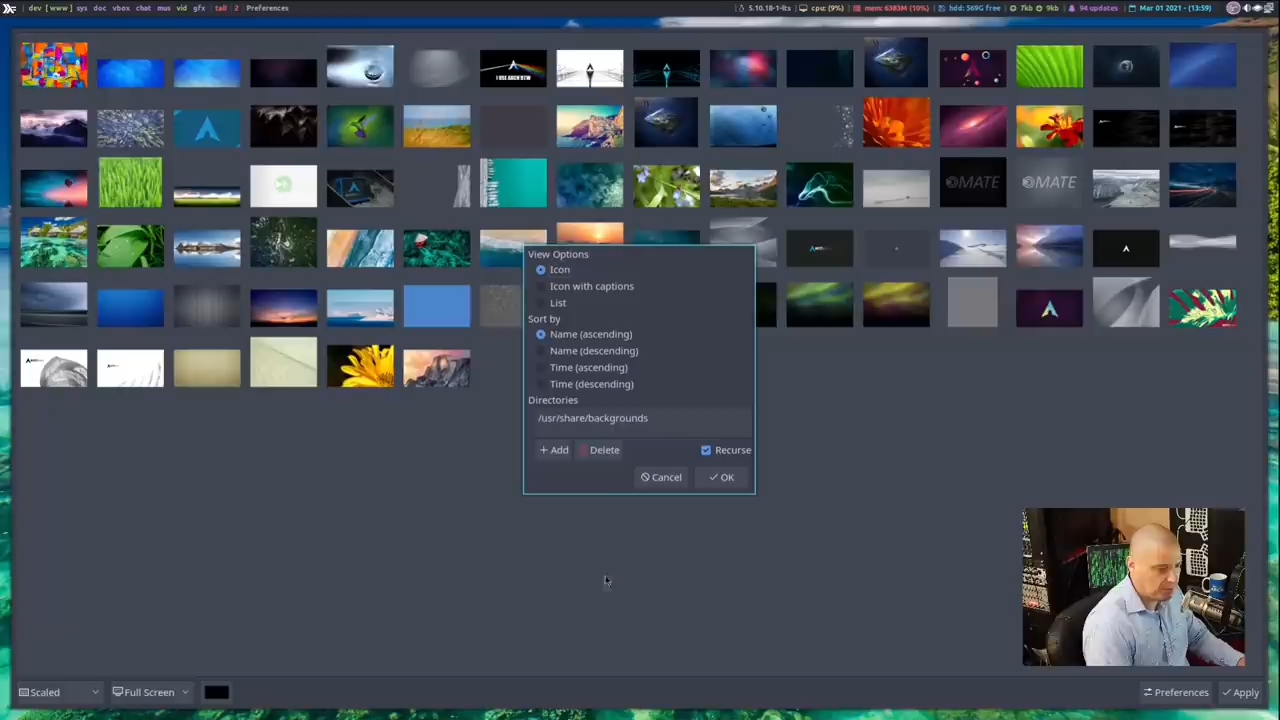 dev [ www ] sys doc vbox chat mus vid gfx tall 2 Preferences
5.10.18-1-lts cpu: (9%) mem: 6383M (10%) hdd: 569G free 7kb 9kb 94 updates Mar 01 2021 - (13:59)
I USE ARCH BTW
MATE
MATE
View Options
Icon
Icon with captions
List
Sort by
Name (ascending)
Name (descending)
Time (ascending)
Time (descending)
Directories
/usr/share/backgrounds
+ Add Delete Recurse
Cancel OK
Scaled Full Screen Preferences Apply